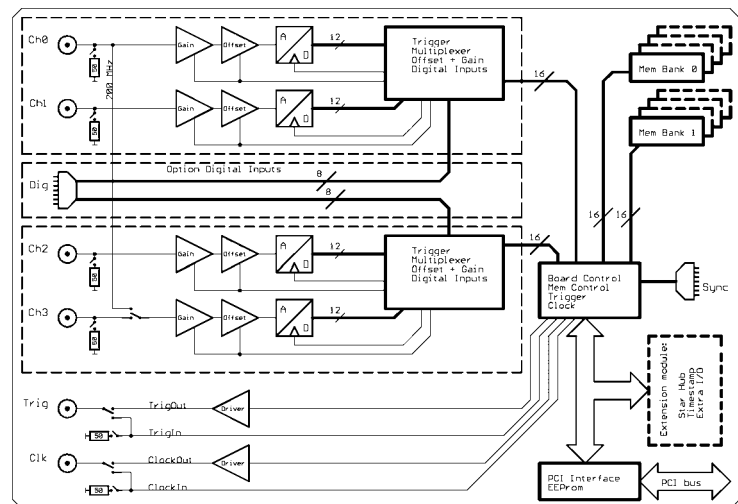 Ch0
50
200 MHz
Gain
Offset
A
D
12
Trigger
Multiplexer
Offset + Gain
Digital Inputs
16
Mem Bank 0
Ch1
50
Gain
Offset
A
D
12
Mem Bank 1
Option Digital Inputs
Dig
8
8
16
16
Ch2
50
Gain
Offset
A
D
12
Trigger
Multiplexer
Offset + Gain
Digital Inputs
16
Board Control
Mem Control
Trigger
Clock
Sync
Ch3
50
Gain
Offset
A
D
12
Extension module:
Star Hub
Timestamp
Extra I/O
Trig
TrigOut
Driver
50
TrigIn
Clk
ClockOut
Driver
50
ClockIn
PCI Interface
EEProm
PCI bus